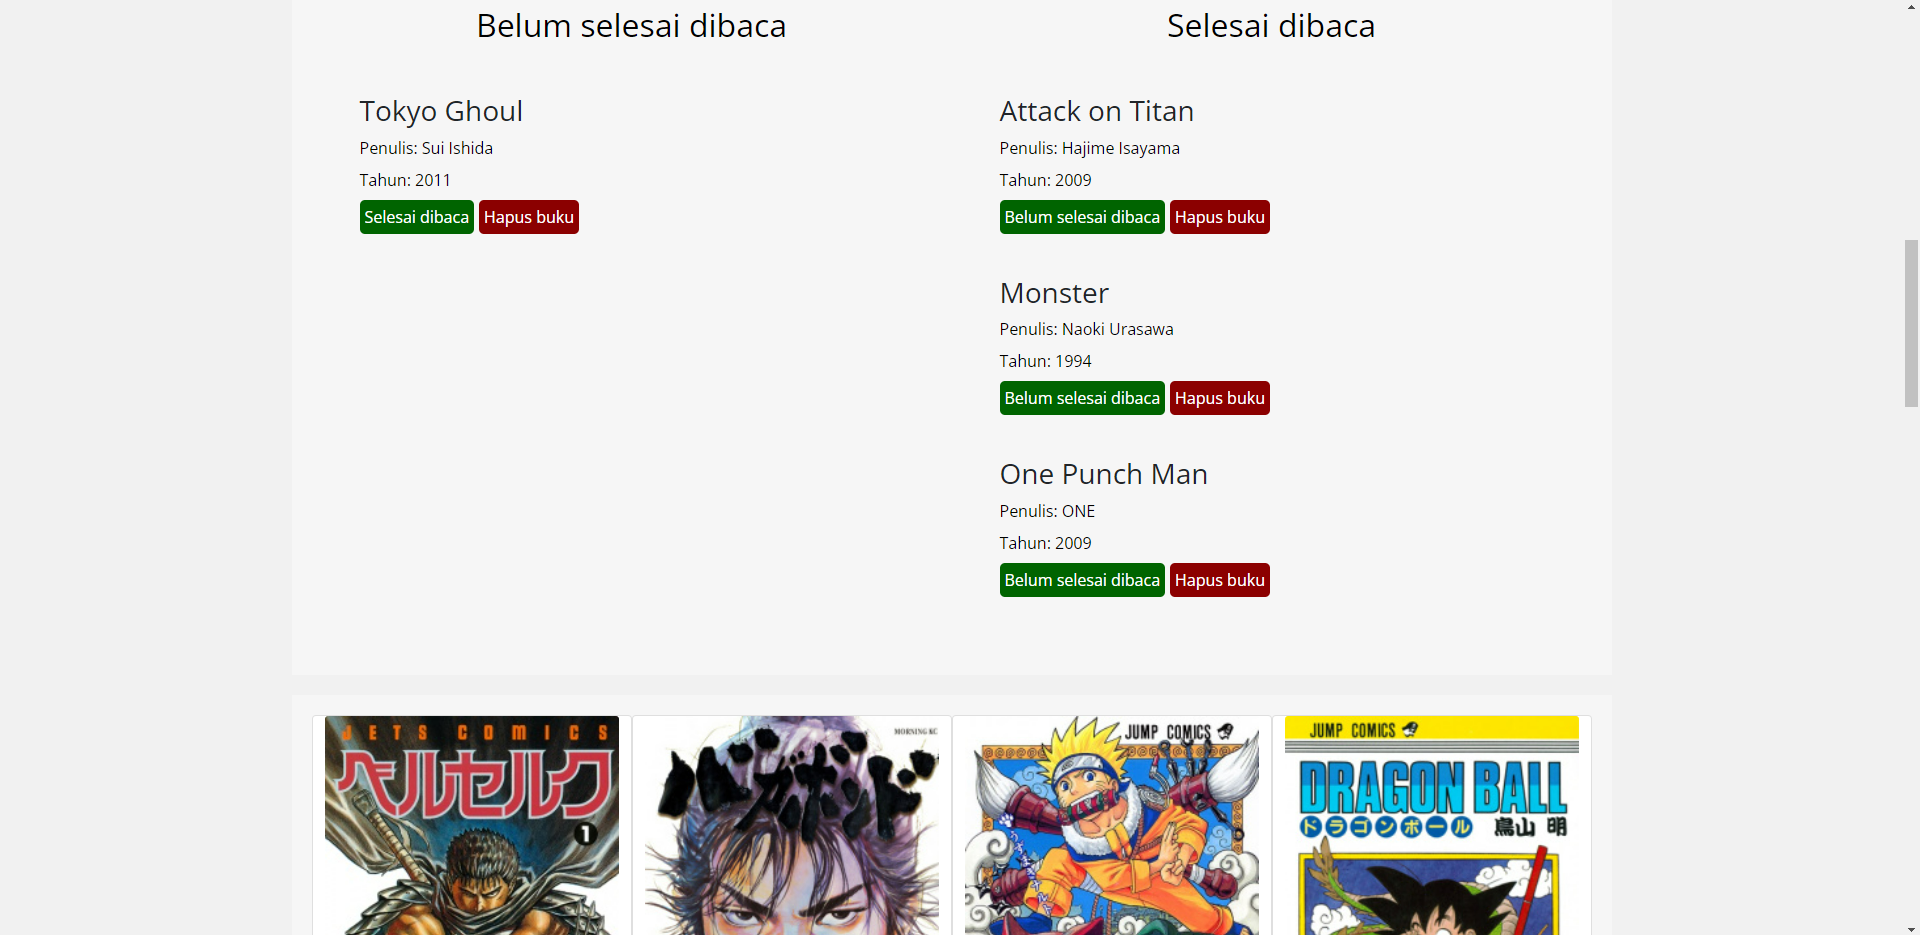 Belum selesai dibaca
Tokyo Ghoul
Penulis: Sui Ishida
Tahun: 2011
Selesai dibaca Hapus buku
Selesai dibaca
Attack on Titan
Penulis: Hajime Isayama
Tahun: 2009
Belum selesai dibaca Hapus buku
Monster
Penulis: Naoki Urasawa
Tahun: 1994
Belum selesai dibaca Hapus buku
One Punch Man
Penulis: ONE
Tahun: 2009
Belum selesai dibaca Hapus buku
JETS COMICS
ベルセルク
1
MORNING KC
バガボンド
JUMP COMICS
JUMP COMICS
DRAGON BALL
ドラゴンボール 鳥山 明